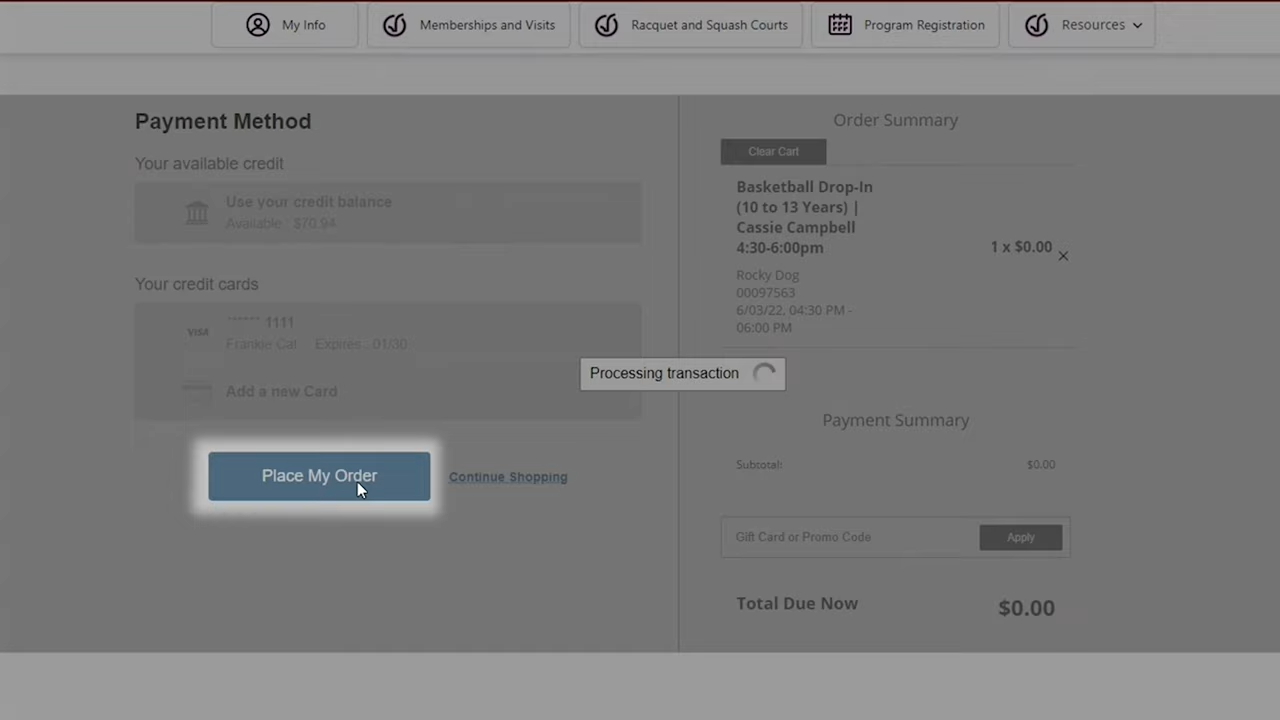 My Info
Memberships and Visits
Racquet and Squash Courts
Program Registration
Resources
Payment Method
Your available credit
Use your credit balance
Available : $70.94
Your credit cards
VISA
****** 1111
Frankie Cat Expires : 01/30
Add a new Card
Place My Order
Continue Shopping
Processing transaction
Order Summary
Clear Cart
Basketball Drop-In
(10 to 13 Years) |
Cassie Campbell
4:30-6:00pm
1 x $0.00
Rocky Dog
00097563
6/03/22, 04:30 PM -
06:00 PM
Payment Summary
Subtotal: $0.00
Gift Card or Promo Code
Apply
Total Due Now $0.00